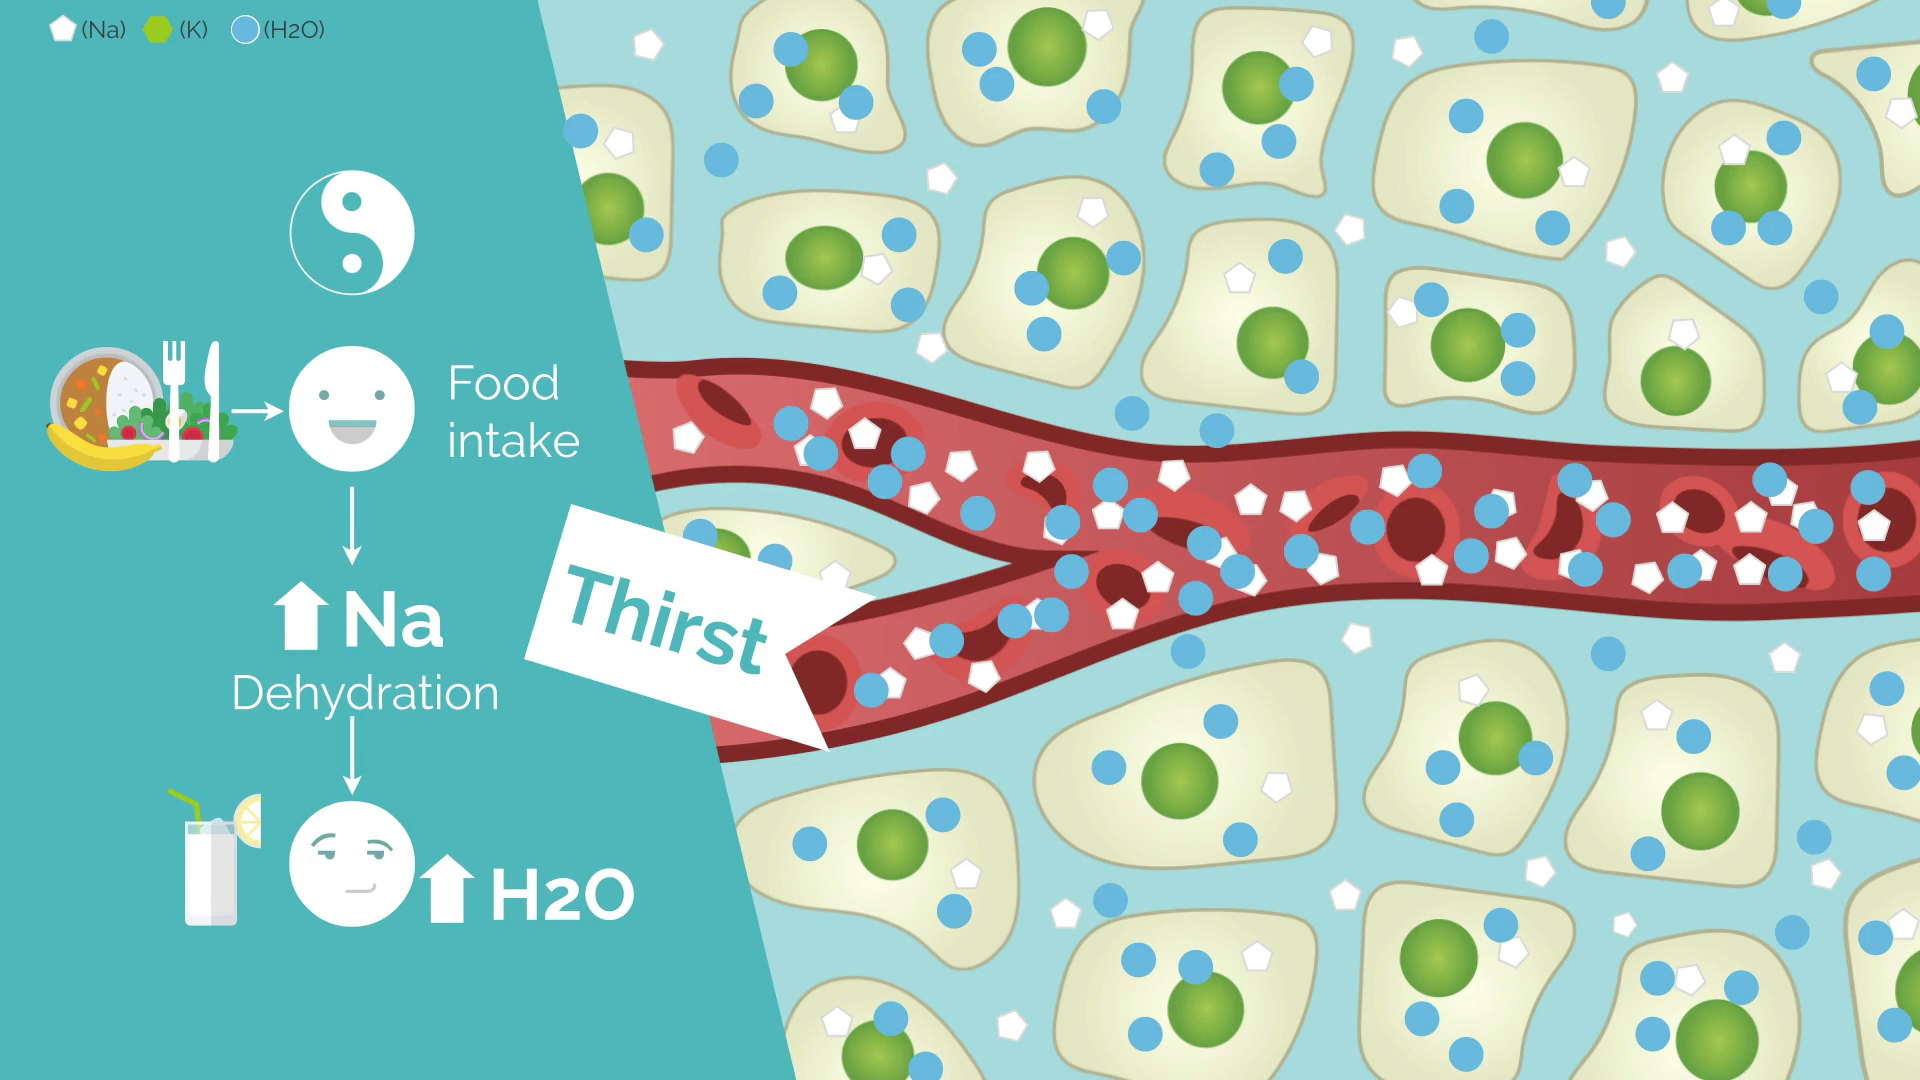 (Na) (K) (H2O)
Food
intake
Na
Dehydration
Thirst
H2O